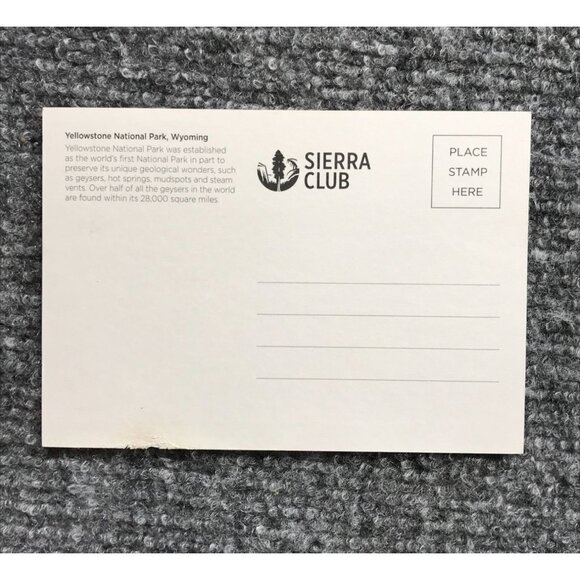 Yellowstone National Park, Wyoming
Yellowstone National Park was established
as the world's first National Park in part to
preserve its unique geological wonders, such
as geysers, hot springs, mudspots and steam
vents. Over half of all the geysers in the world
are found within its 28,000 square miles.
SIERRA
CLUB
PLACE
STAMP
HERE